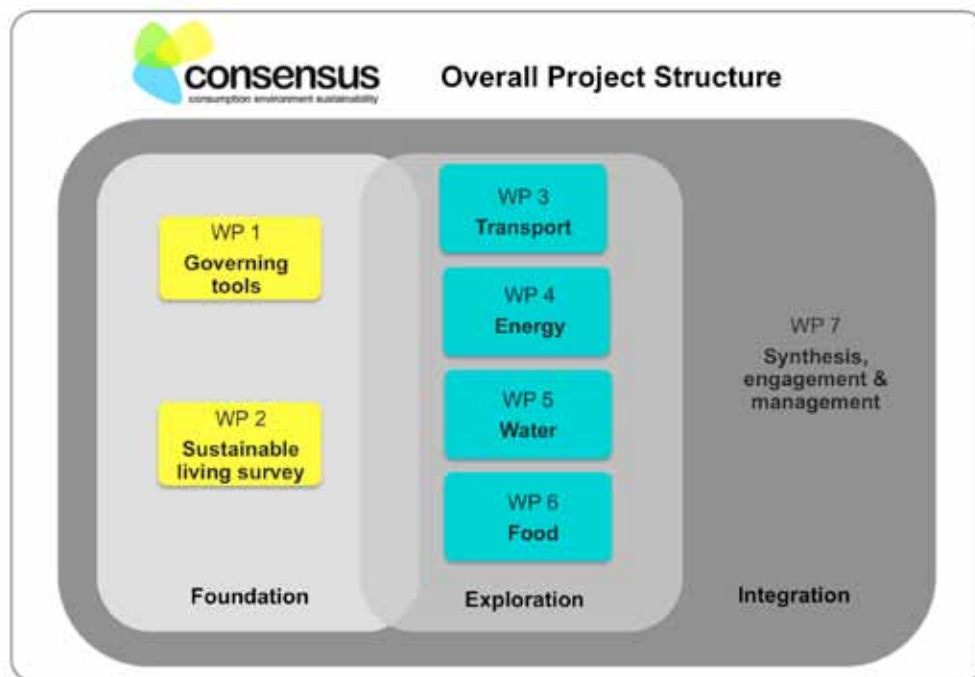 consensus
consumption environment sustainability
Overall Project Structure
WP 1
Governing
tools
WP 2
Sustainable
living survey
Foundation
WP 3
Transport
WP 4
Energy
WP 5
Water
WP 6
Food
Exploration
WP 7
Synthesis,
engagement &
management
Integration